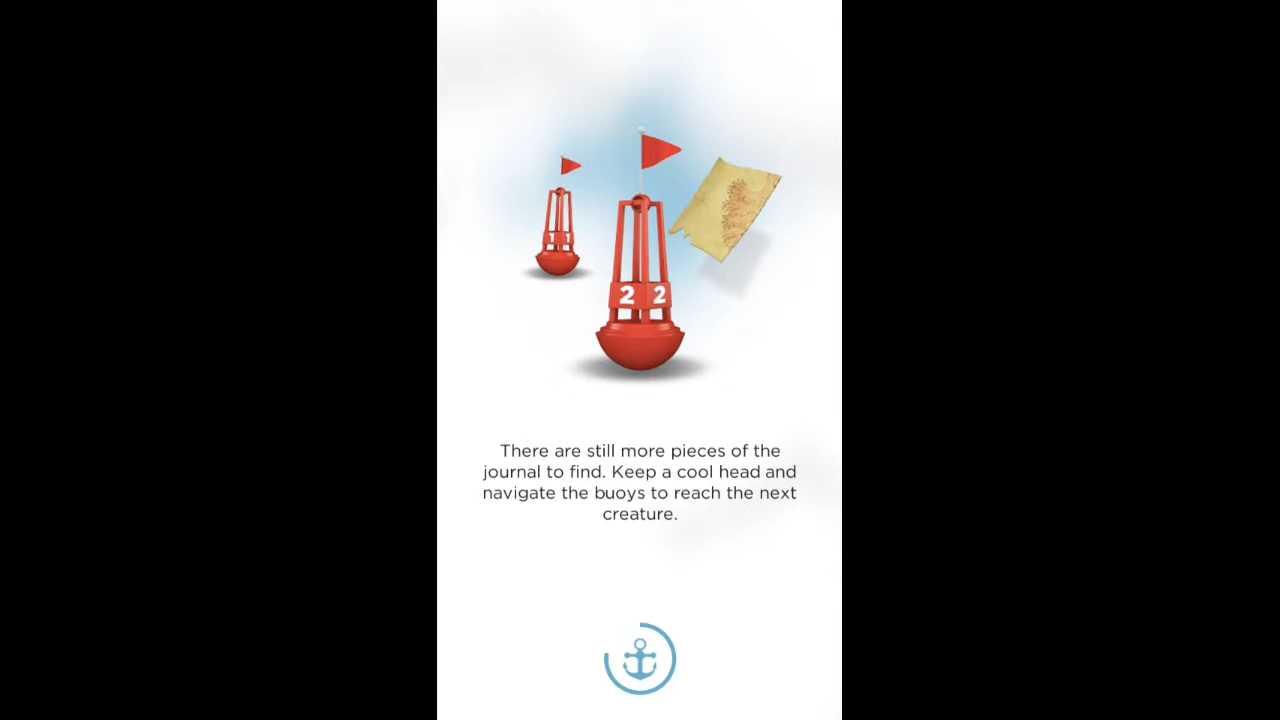 1 1
2 2
There are still more pieces of the
journal to find. Keep a cool head and
navigate the buoys to reach the next
creature.